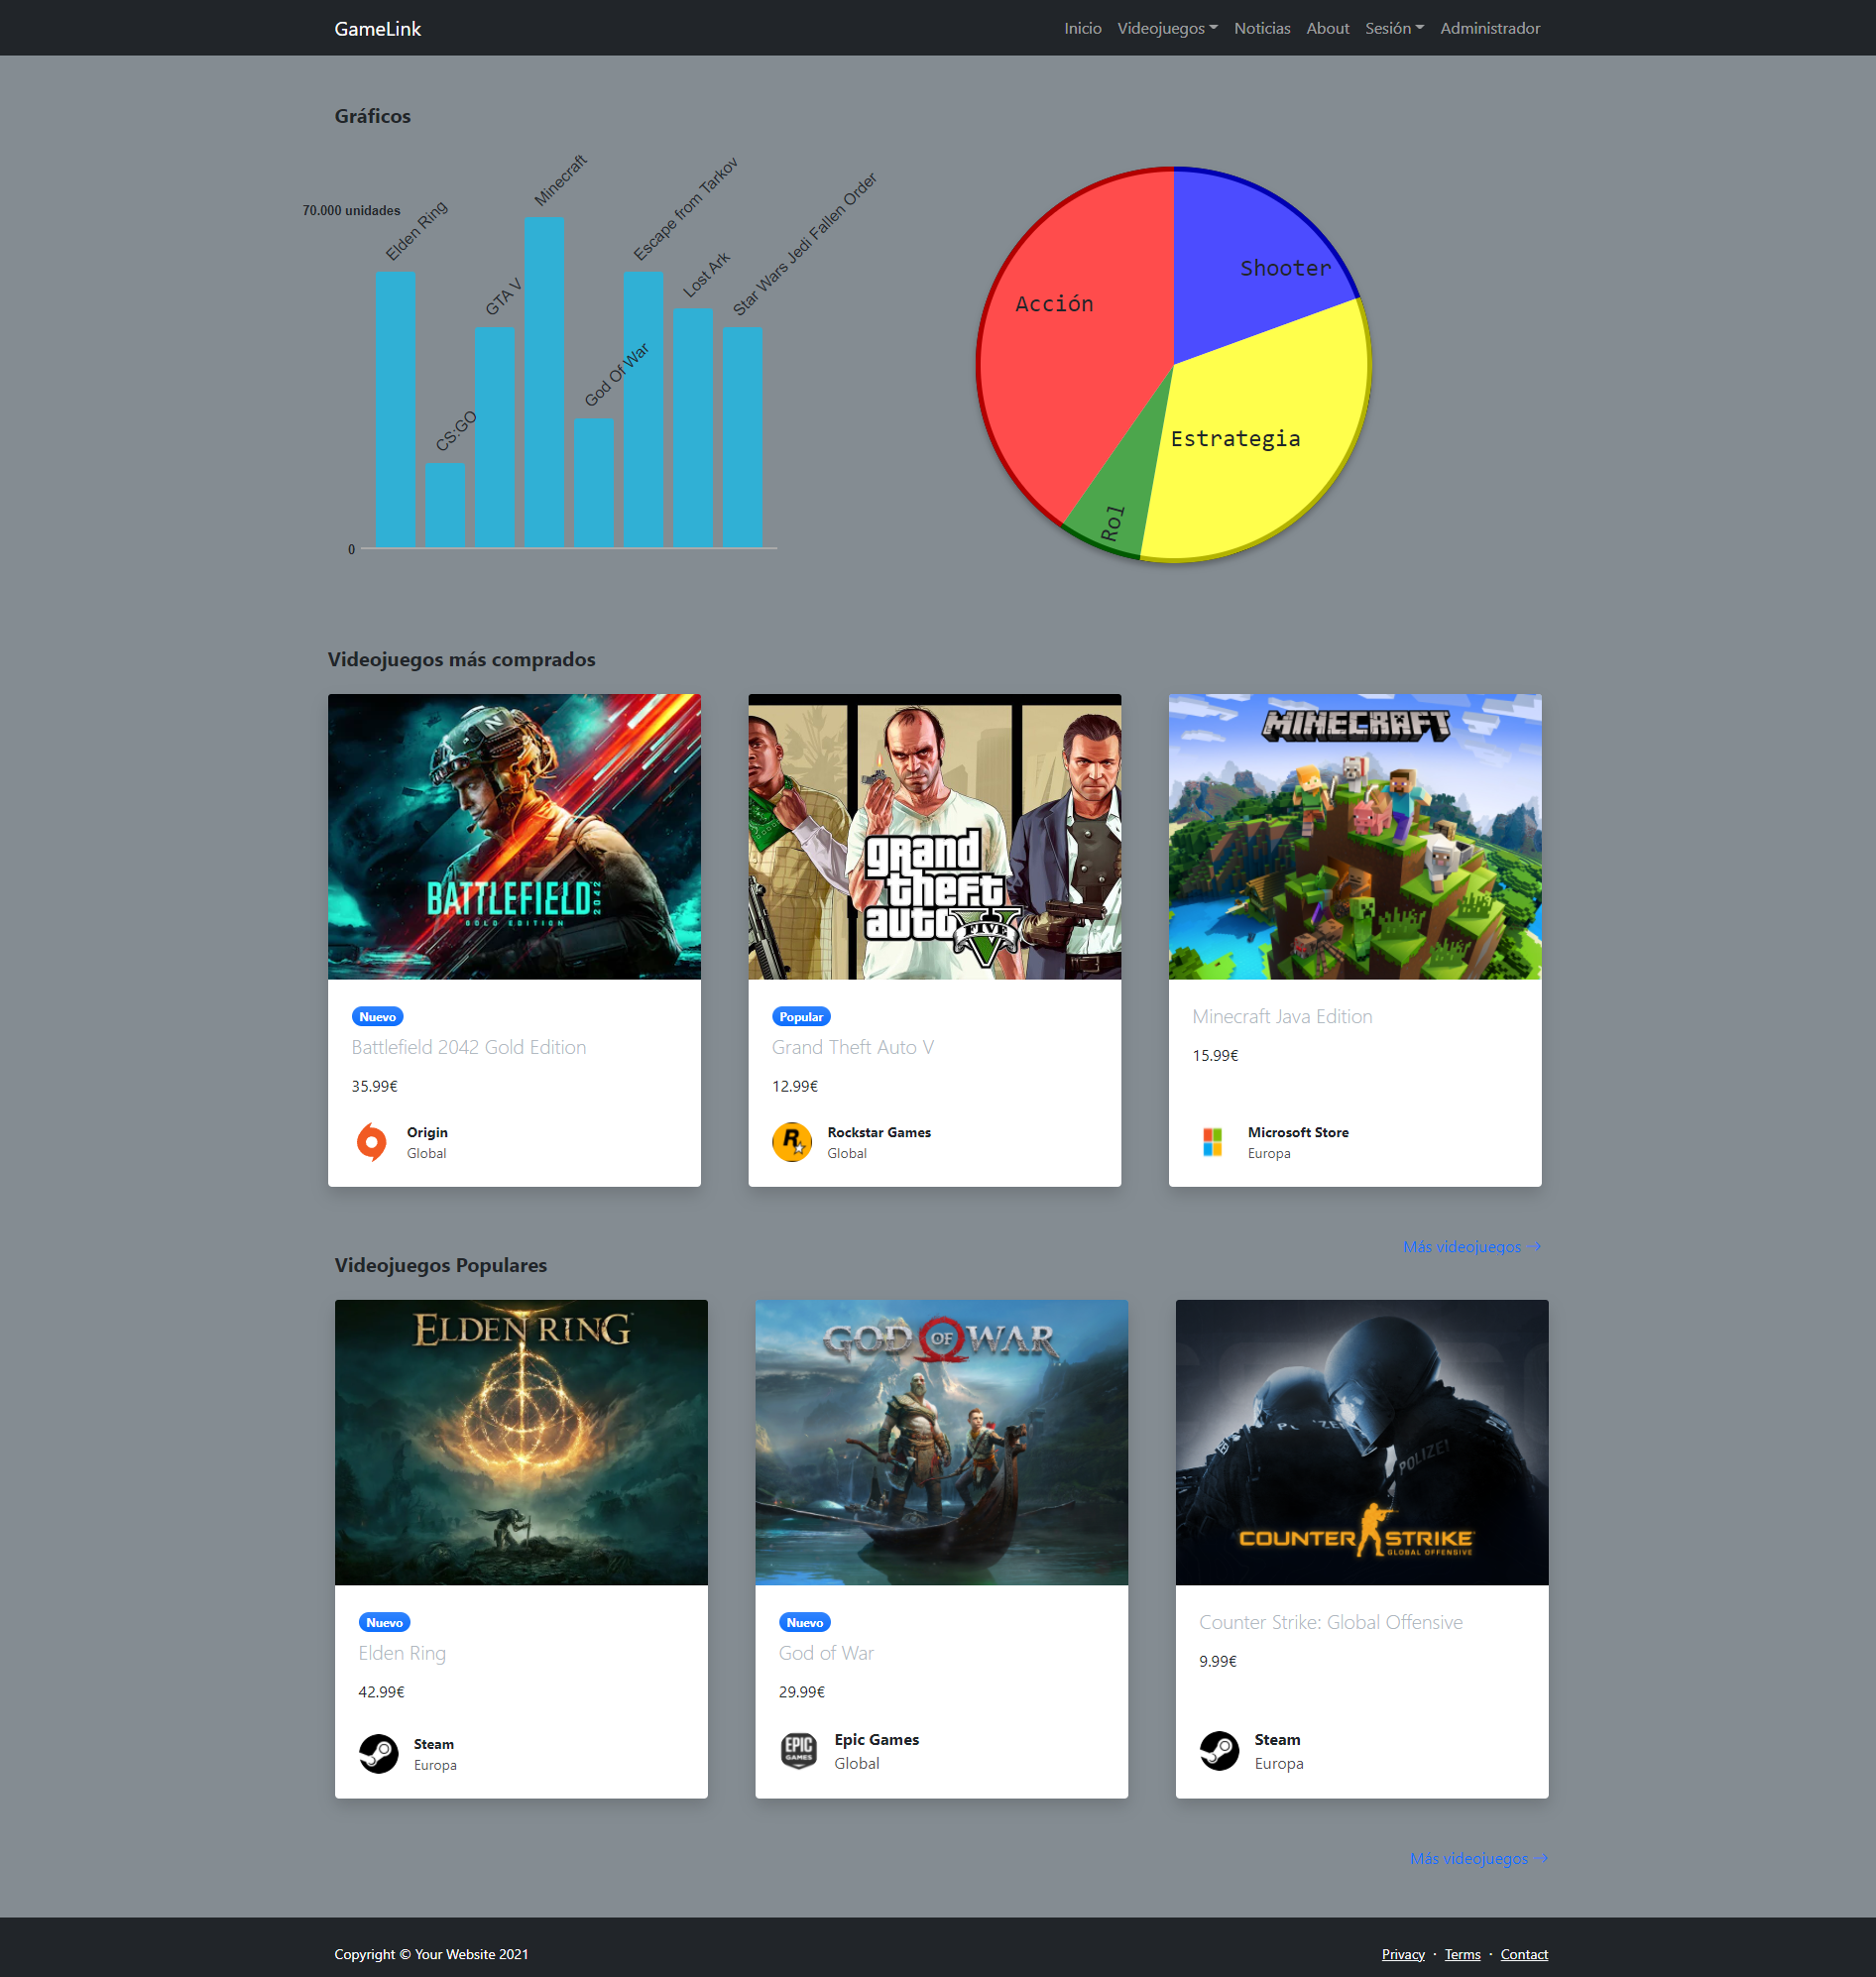 GameLink
Inicio Videojuegos Noticias About Sesión Administrador
Gráficos
70.000 unidades
Elden Ring
CS:GO
GTA V
Minecraft
God Of War
Escape from Tarkov
Lost Ark
Star Wars Jedi Fallen Order
0
Acción
Shooter
Estrategia
Rol
Videojuegos más comprados
BATTLEFIELD 2042
GOLD EDITION
grand
theft
auto
FIVE
MINECRAFT
Nuevo
Battlefield 2042 Gold Edition
35.99€
Origin
Global
Popular
Grand Theft Auto V
12.99€
Rockstar Games
Global
Minecraft Java Edition
15.99€
Microsoft Store
Europa
Más videojuegos →
Videojuegos Populares
ELDEN RING
GOD OF WAR
POLIZEI
COUNTER STRIKE
GLOBAL OFFENSIVE
Nuevo
Elden Ring
42.99€
Steam
Europa
Nuevo
God of War
29.99€
EPIC
GAMES
Epic Games
Global
Counter Strike: Global Offensive
9.99€
Steam
Europa
Más videojuegos →
Copyright © Your Website 2021
Privacy · Terms · Contact